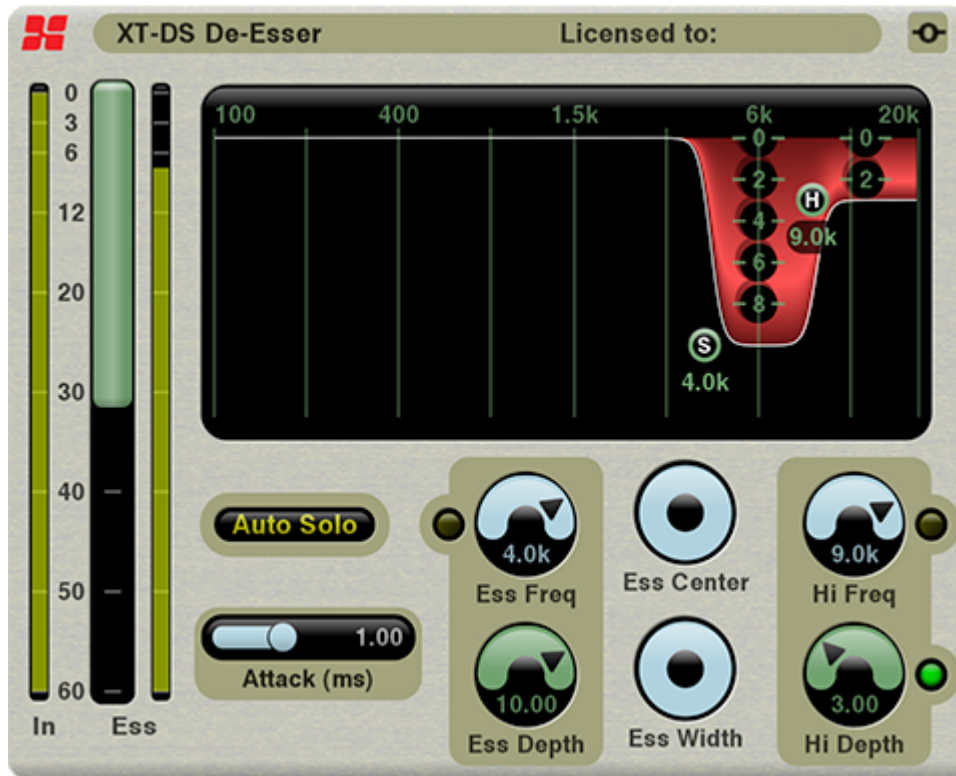 XT-DS De-Esser Licensed to:
0
3
6
12
20
30
40
50
60
In Ess
100 400 1.5k 6k 20k
0 0
2 2
4
6
8
H
9.0k
S
4.0k
Auto Solo
1.00
Attack (ms)
4.0k
Ess Freq
10.00
Ess Depth
Ess Center
Ess Width
9.0k
Hi Freq
3.00
Hi Depth